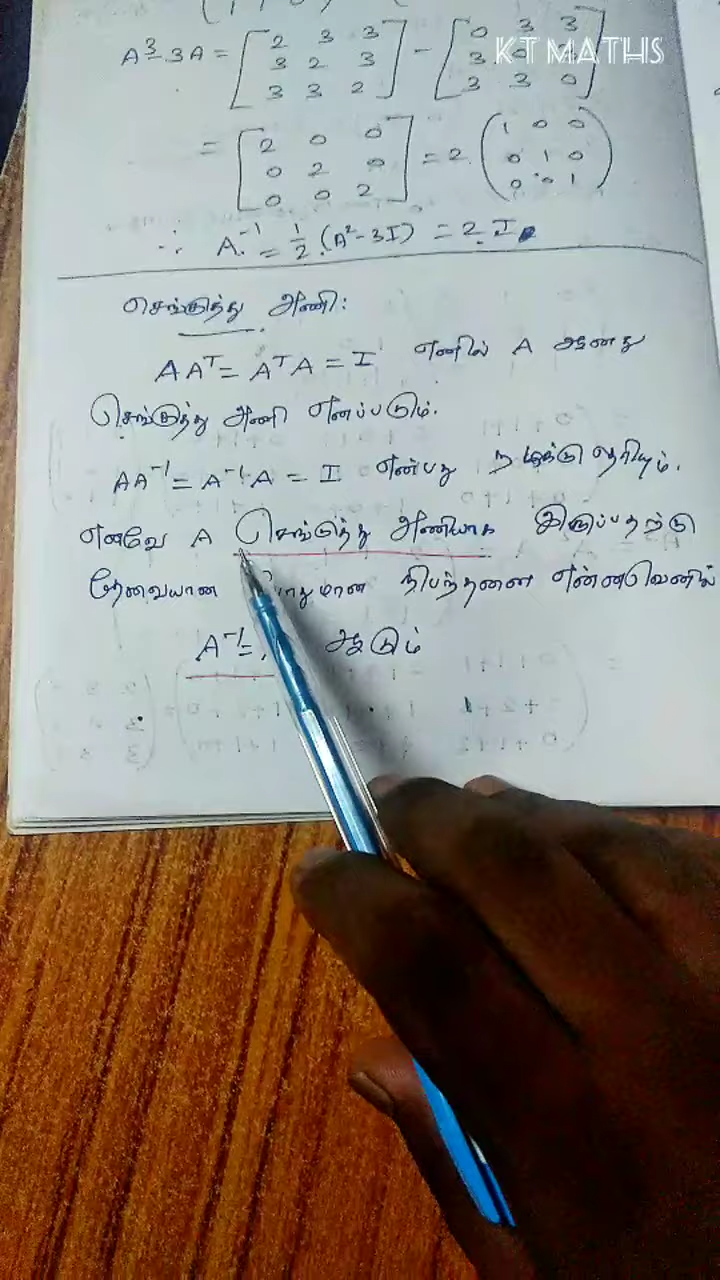 KT MATHS
A³-3A = [2 3 3 3 2 3 3 3 2] - [0 3 3 3 3 3 0]
= [2 0 0 0 2 0 0 0 2] = 2 (1 0 0 0 1 0 0 0 1)
∴ A⁻¹ = 1/2 (A² - 3I) = 2 I
செங்குத்து அணி:
AAᵀ = AᵀA = I எனில் A ஆனது
செங்குத்து அணி எனப்படும்.
AA⁻¹ = A⁻¹A = I என்பது நமக்கு தெரியும்.
எனவே A செங்குத்து அணியாக இருப்பதற்கு
தேவையான நிபந்தனை என்னவெனில்
A⁻¹ = ஆகும்